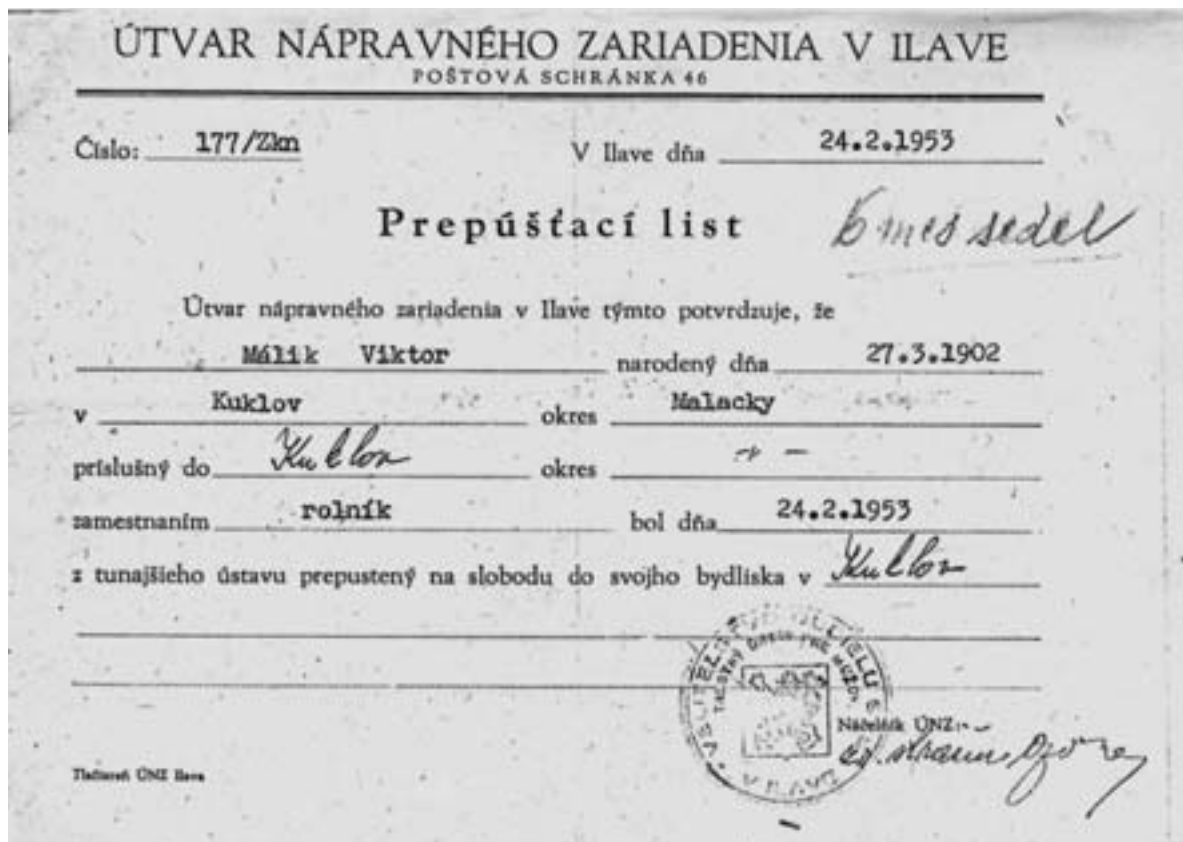 ÚTVAR NÁPRAVNÉHO ZARIADENIA V ILAVE
POŠTOVÁ SCHRÁNKA 46
Číslo: 177/Zkn V Ilave dňa 24.2.1953
Prepúšťací list 6 mes sedel
Útvar nápravného zariadenia v Ilave týmto potvrdzuje, že
Málik Viktor narodený dňa 27.3.1902
v Kuklov okres Malacky
príslušný do Kuklov okres -"-
zamestnaním rolník bol dňa 24.2.1953
z tunajšieho ústavu prepustený na slobodu do svojho bydliska v Kuklov
V ILAVE
Náčelník ÚNZ:
Tlačiareň ÚNZ Ilava